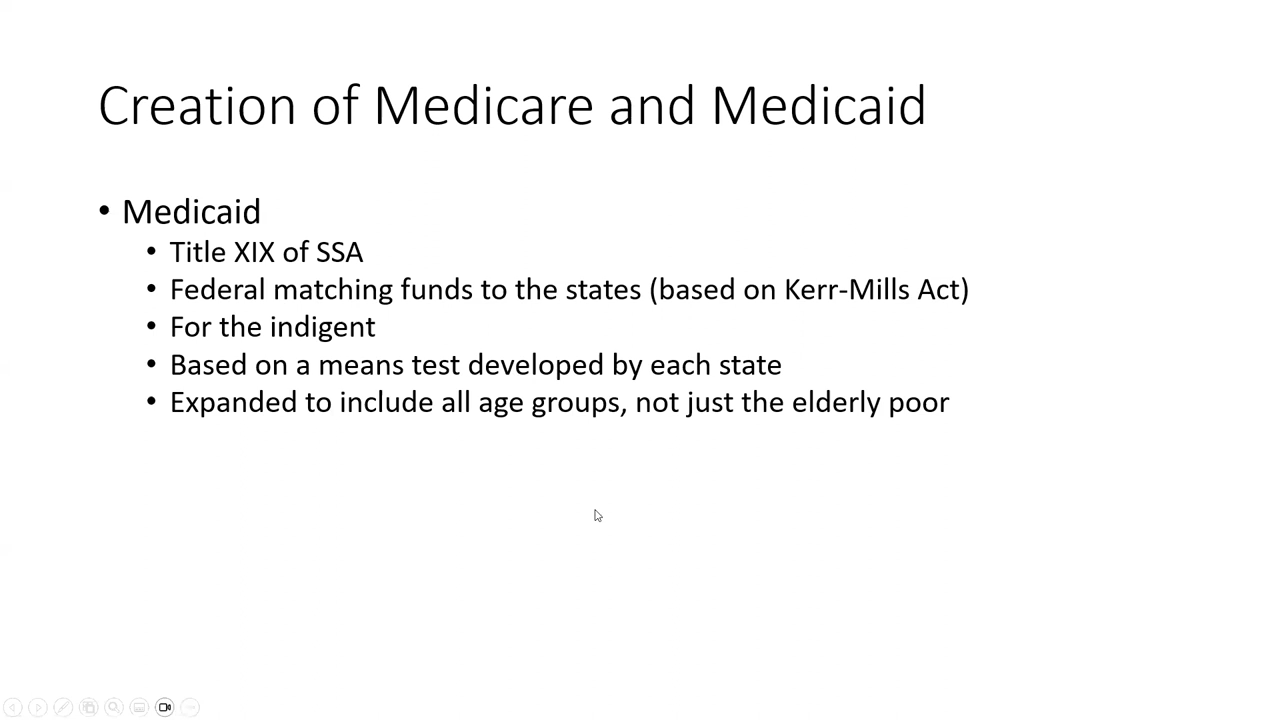 Creation of Medicare and Medicaid
• Medicaid
• Title XIX of SSA
• Federal matching funds to the states (based on Kerr-Mills Act)
• For the indigent
• Based on a means test developed by each state
• Expanded to include all age groups, not just the elderly poor